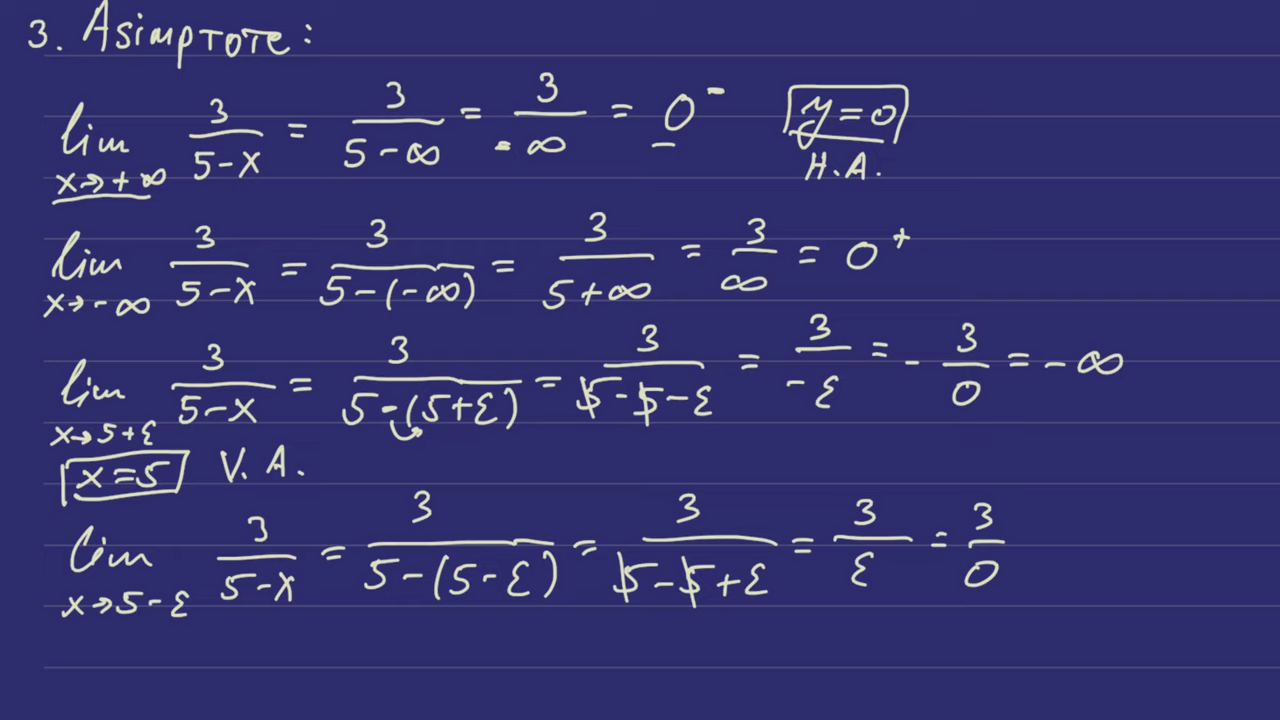 3. Asimptote:
lim x→+∞ 3/(5-x) = 3/(5-∞) = 3/(-∞) = 0⁻ y=0 H.A.
lim x→-∞ 3/(5-x) = 3/(5-(-∞)) = 3/(5+∞) = 3/∞ = 0⁺
lim x→5+ε 3/(5-x) = 3/(5-(5+ε)) = 3/(5-5-ε) = 3/(-ε) = -3/0 = -∞
x=5 V.A.
lim x→5-ε 3/(5-x) = 3/(5-(5-ε)) = 3/(5-5+ε) = 3/ε = 3/0